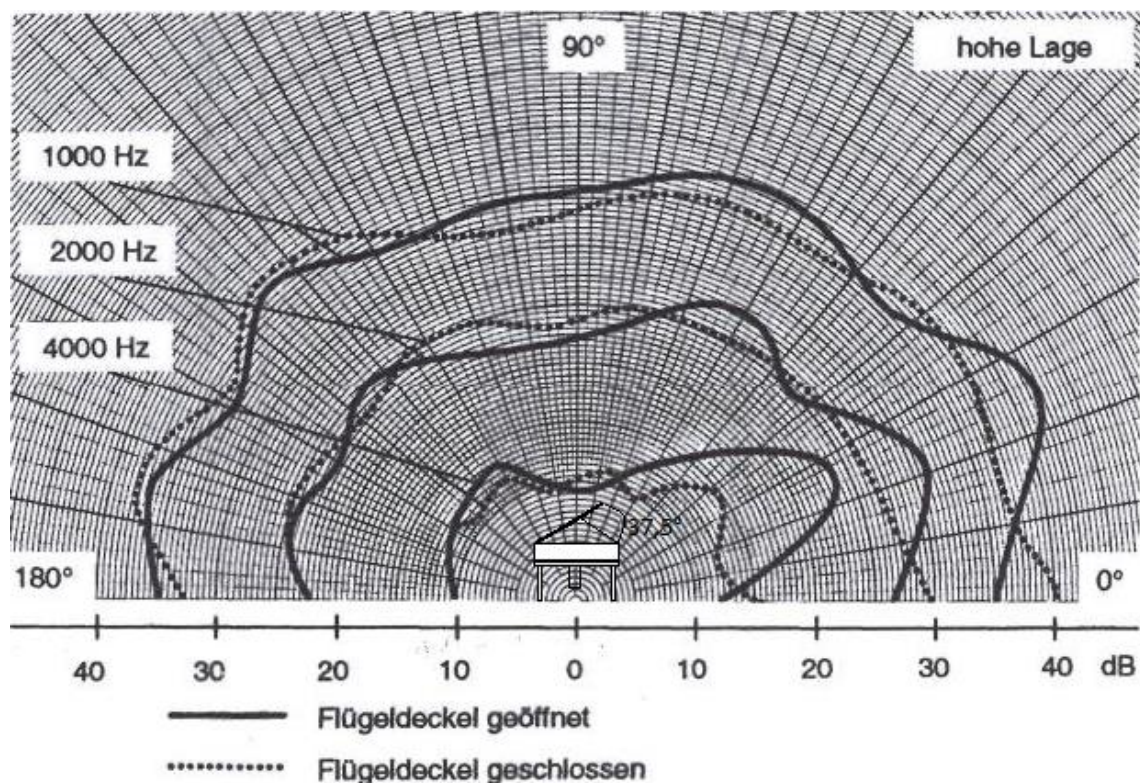 90°
hohe Lage
1000 Hz
2000 Hz
4000 Hz
37,5°
180°
0°
40 30 20 10 0 10 20 30 40 dB
Flügeldeckel geöffnet
Flügeldeckel geschlossen